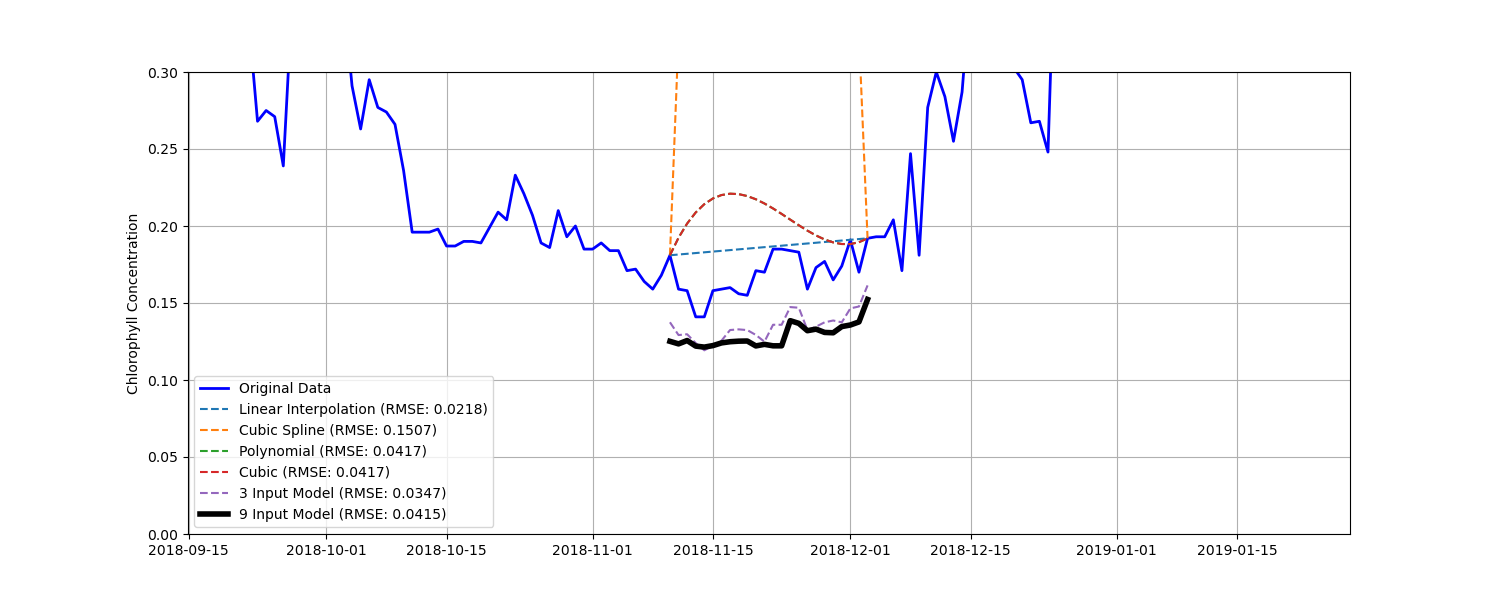 0.30
0.25
0.20
0.15
0.10
0.05
0.00
Chlorophyll Concentration
Original Data
Linear Interpolation (RMSE: 0.0218)
Cubic Spline (RMSE: 0.1507)
Polynomial (RMSE: 0.0417)
Cubic (RMSE: 0.0417)
3 Input Model (RMSE: 0.0347)
9 Input Model (RMSE: 0.0415)
2018-09-15 2018-10-01 2018-10-15 2018-11-01 2018-11-15 2018-12-01 2018-12-15 2019-01-01 2019-01-15